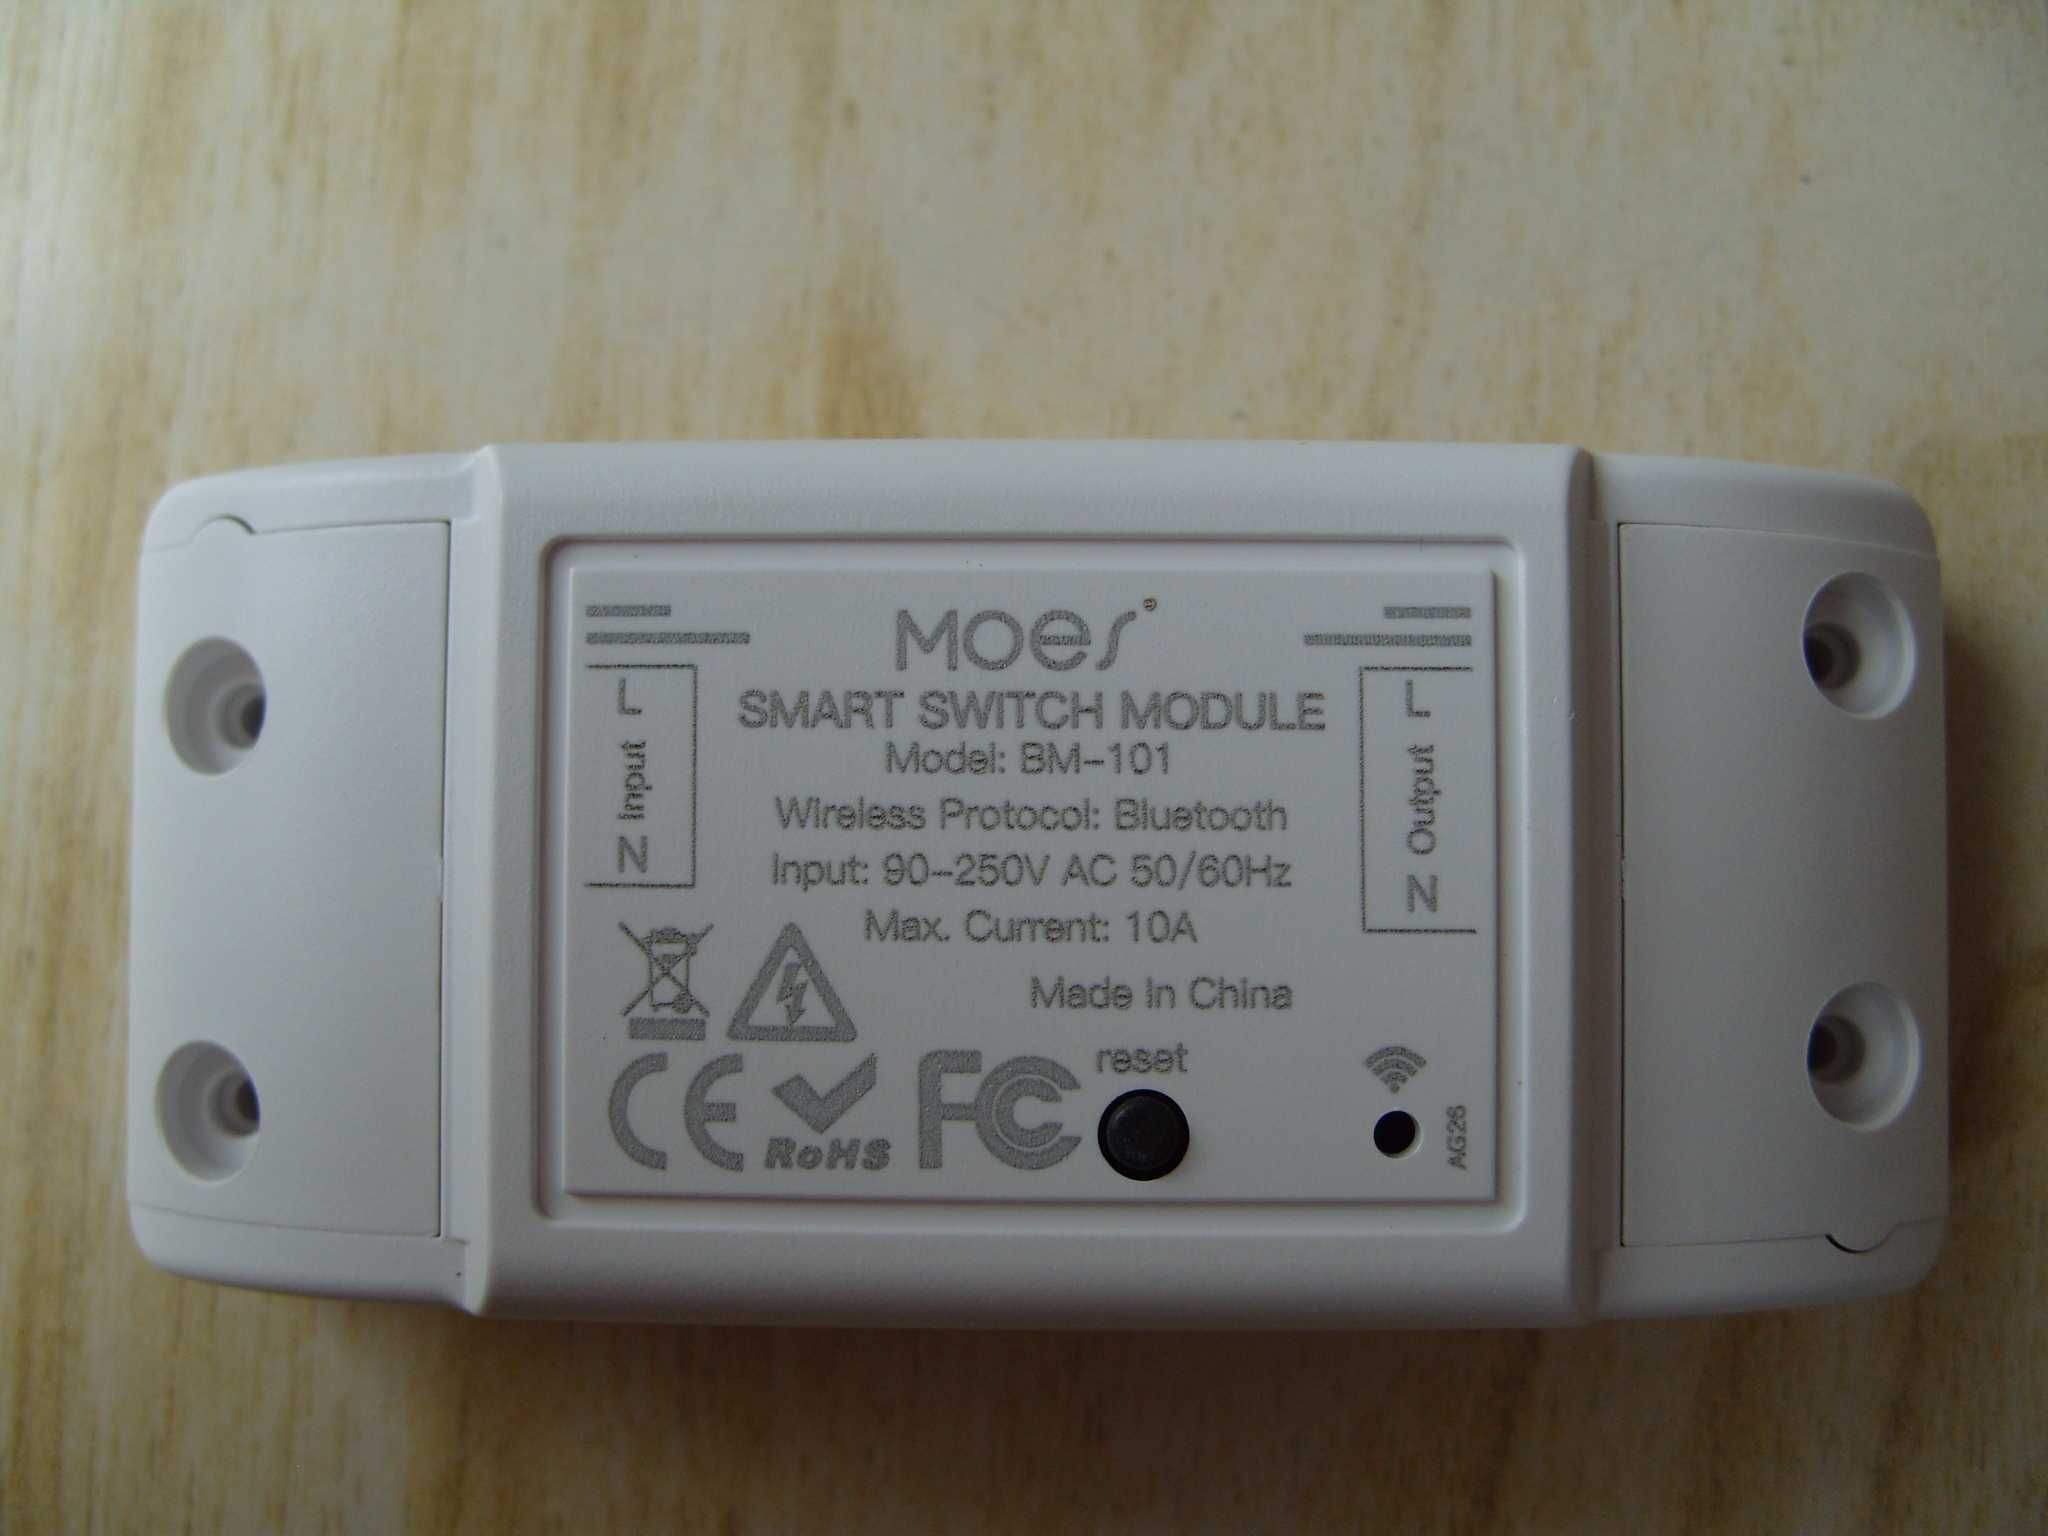 MOES®
SMART SWITCH MODULE
Model: BM-101
Wireless Protocol: Bluetooth
Input: 90-250V AC 50/60Hz
Max. Current: 10A
Made In China
N Input L
N Output L
CE
RoHS
FC
reset
AG26